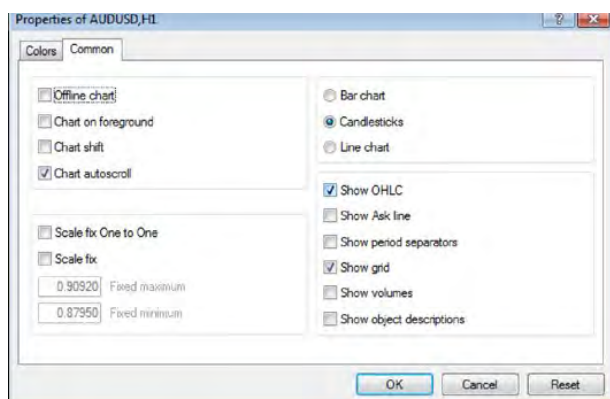 Properties of AUDUSD,H1
Colors Common
Offline chart
Chart on foreground
Chart shift
Chart autoscroll
Scale fix One to One
Scale fix
0.90920 Fixed maximum
0.87950 Fixed minimum
Bar chart
Candlesticks
Line chart
Show OHLC
Show Ask line
Show period separators
Show grid
Show volumes
Show object descriptions
OK Cancel Reset